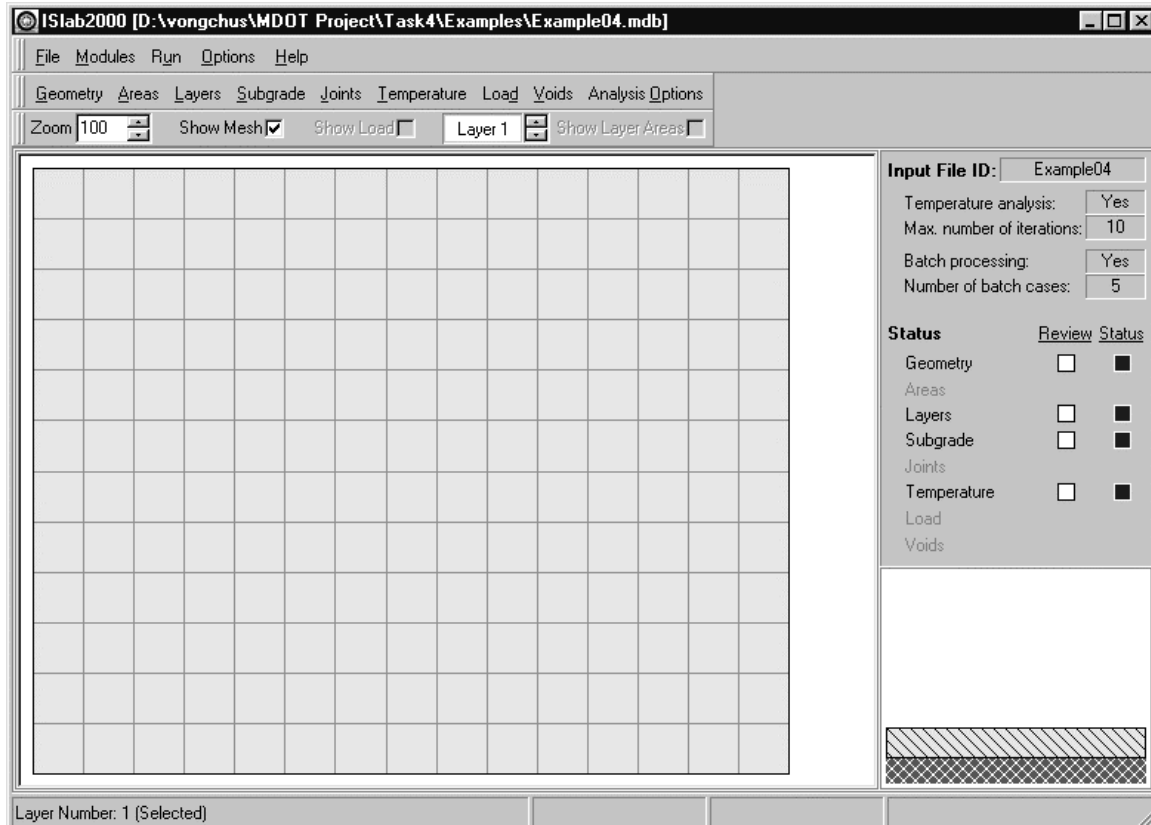 ISlab2000 [D:\vongchus\MDOT Project\Task4\Examples\Example04.mdb]
File Modules Run Options Help
Geometry Areas Layers Subgrade Joints Temperature Load Voids Analysis Options
Zoom 100 Show Mesh Show Load Layer 1 Show Layer Areas
Input File ID: Example04
Temperature analysis: Yes
Max. number of iterations: 10
Batch processing: Yes
Number of batch cases: 5
Status Review Status
Geometry
Areas
Layers
Subgrade
Joints
Temperature
Load
Voids
Layer Number: 1 (Selected)